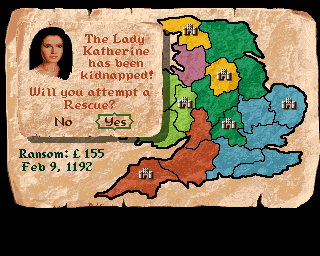 The Lady
Katherine
has been
kidnapped!
Will you attempt a
Rescue?
No Yes
Ransom: £ 155
Feb 9, 1192